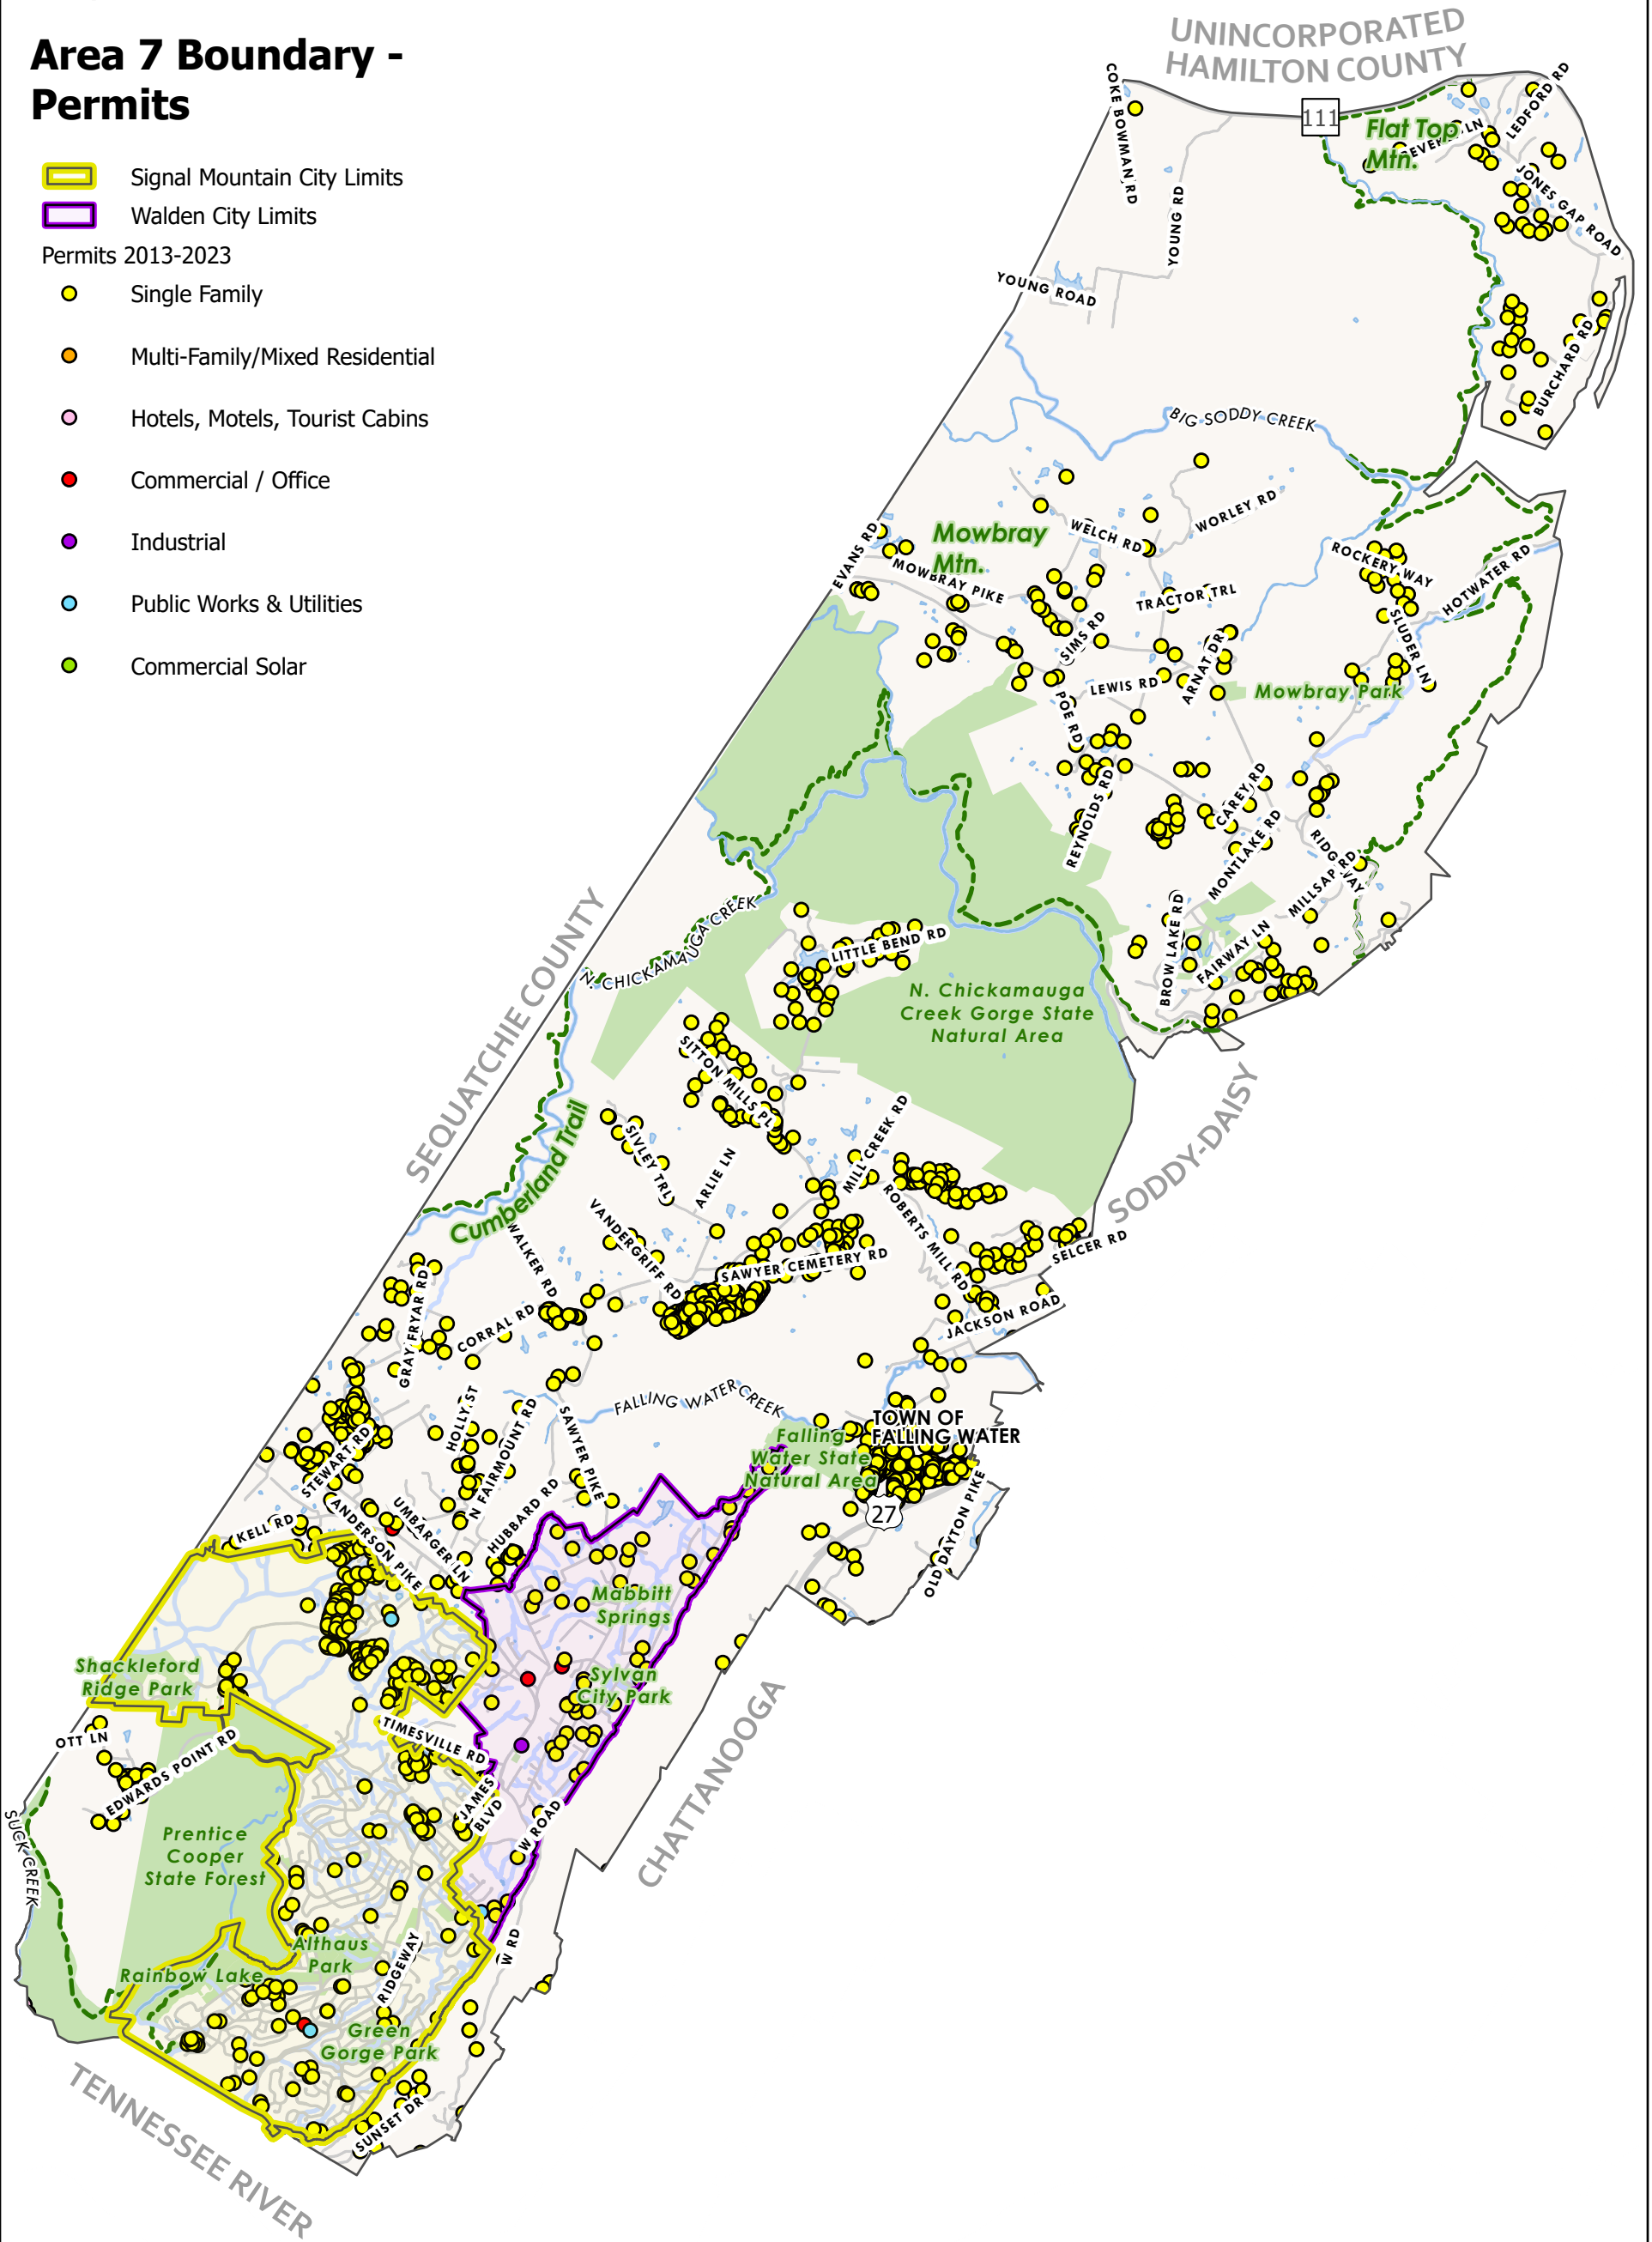 Area 7 Boundary -
Permits
Signal Mountain City Limits
Walden City Limits
Permits 2013-2023
Single Family
Multi-Family/Mixed Residential
Hotels, Motels, Tourist Cabins
Commercial / Office
Industrial
Public Works & Utilities
Commercial Solar
UNINCORPORATED
HAMILTON COUNTY
COKE BOWMAN RD
111
Flat Top
Mtn.
LEDFORD RD
JONES GAP ROAD
YOUNG RD
YOUNG ROAD
BURCHARD RD
BIG SODDY CREEK
EVANS RD
Mowbray
Mtn.
MOWBRAY PIKE
WELCH RD
WORLEY RD
ROCKERY WAY
HOTWATER RD
TRACTOR TRL
SIMS RD
SLUDER LN
ARNAT DR
LEWIS RD
Mowbray Park
POE RD
REYNOLDS RD
CAREY RD
MONTLAKE RD
RIDGEWAY
MILLSAP RD
BROW LAKE RD
FAIRWAY LN
SEQUATCHIE COUNTY
N. CHICKAMAUGA CREEK
LITTLE BEND RD
N. Chickamauga
Creek Gorge State
Natural Area
SITTON MILLS PL
SODDY-DAISY
Cumberland Trail
SIVLEY TRL
ARLIE LN
MILL CREEK RD
ROBERTS MILL RD
WALKER RD
VANDERGRIFF RD
SAWYER CEMETERY RD
SELCER RD
GRAY FRYAR RD
CORRAL RD
JACKSON ROAD
FALLING WATER CREEK
HOLLY ST
N FAIRMOUNT RD
SAWYER PIKE
TOWN OF
FALLING WATER
Falling
Water State
Natural Area
27
STEWART RD
OLD DAYTON PIKE
KELL RD
ANDERSON PIKE
UMBARGER LN
HUBBARD RD
Mabbitt
Springs
Shackleford
Ridge Park
Sylvan
City Park
OTT LN
EDWARDS POINT RD
TIMESVILLE RD
JAMES
BLVD
W ROAD
CHATTANOOGA
SUCK CREEK
Prentice
Cooper
State Forest
Althaus
Park
Rainbow Lake
RIDGEWAY
W RD
Green
Gorge Park
SUNSET DR
TENNESSEE RIVER